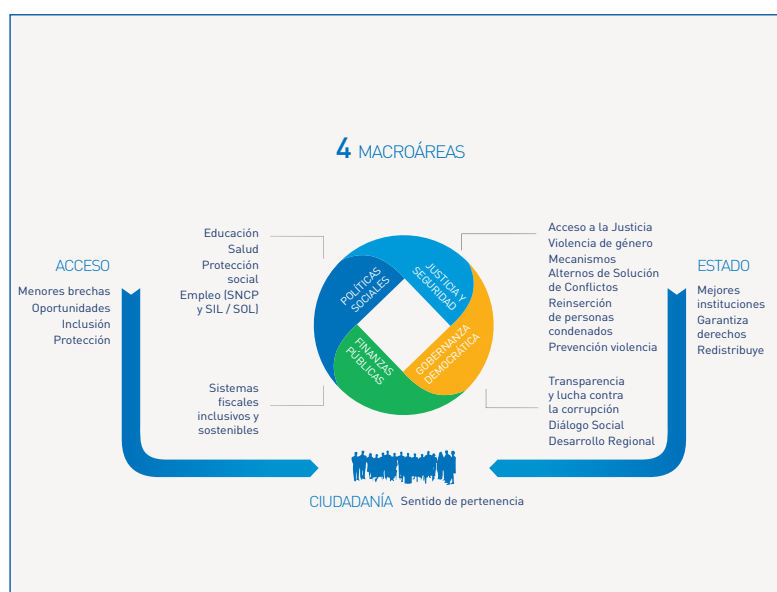 4 MACROÁREAS
ACCESO
Menores brechas
Oportunidades
Inclusión
Protección
Educación
Salud
Protección
social
Empleo (SNCP
y SIL / SOL)
Sistemas
fiscales
inclusivos y
sostenibles
POLÍTICAS
SOCIALES
JUSTICIA Y
SEGURIDAD
FINANZAS
PÚBLICAS
GOBERNANZA
DEMOCRÁTICA
Acceso a la Justicia
Violencia de género
Mecanismos
Alternos de Solución
de Conflictos
Reinserción
de personas
condenados
Prevención violencia
Transparencia
y lucha contra
la corrupción
Diálogo Social
Desarrollo Regional
ESTADO
Mejores
instituciones
Garantiza
derechos
Redistribuye
CIUDADANÍA Sentido de pertenencia